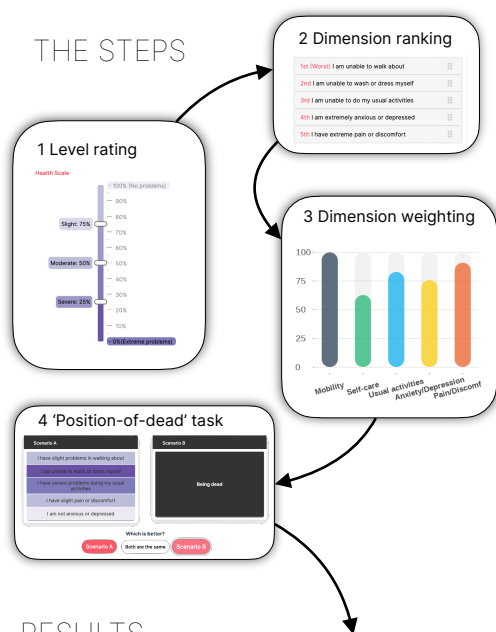 THE STEPS
1 Level rating
Health Scale
100% (No problems)
90%
80%
Slight: 75%
70%
60%
Moderate: 50%
50%
40%
30%
Severe: 25%
20%
10%
0%(Extreme problems)
2 Dimension ranking
1st (Worst) I am unable to walk about
2nd I am unable to wash or dress myself
3rd I am unable to do my usual activities
4th I am extremely anxious or depressed
5th I have extreme pain or discomfort
3 Dimension weighting
100
75
50
25
0
Mobility
Self-care
Usual activities
Anxiety/Depression
Pain/Discomf
4 ‘Position-of-dead’ task
Scenario A
I have slight problems in walking about
I am unable to wash or dress myself
I have severe problems doing my usual
activities
I have slight pain or discomfort
I am not anxious or depressed
Scenario B
Being dead
Which is better?
Scenario A
Both are the same
Scenario B
RESULTS